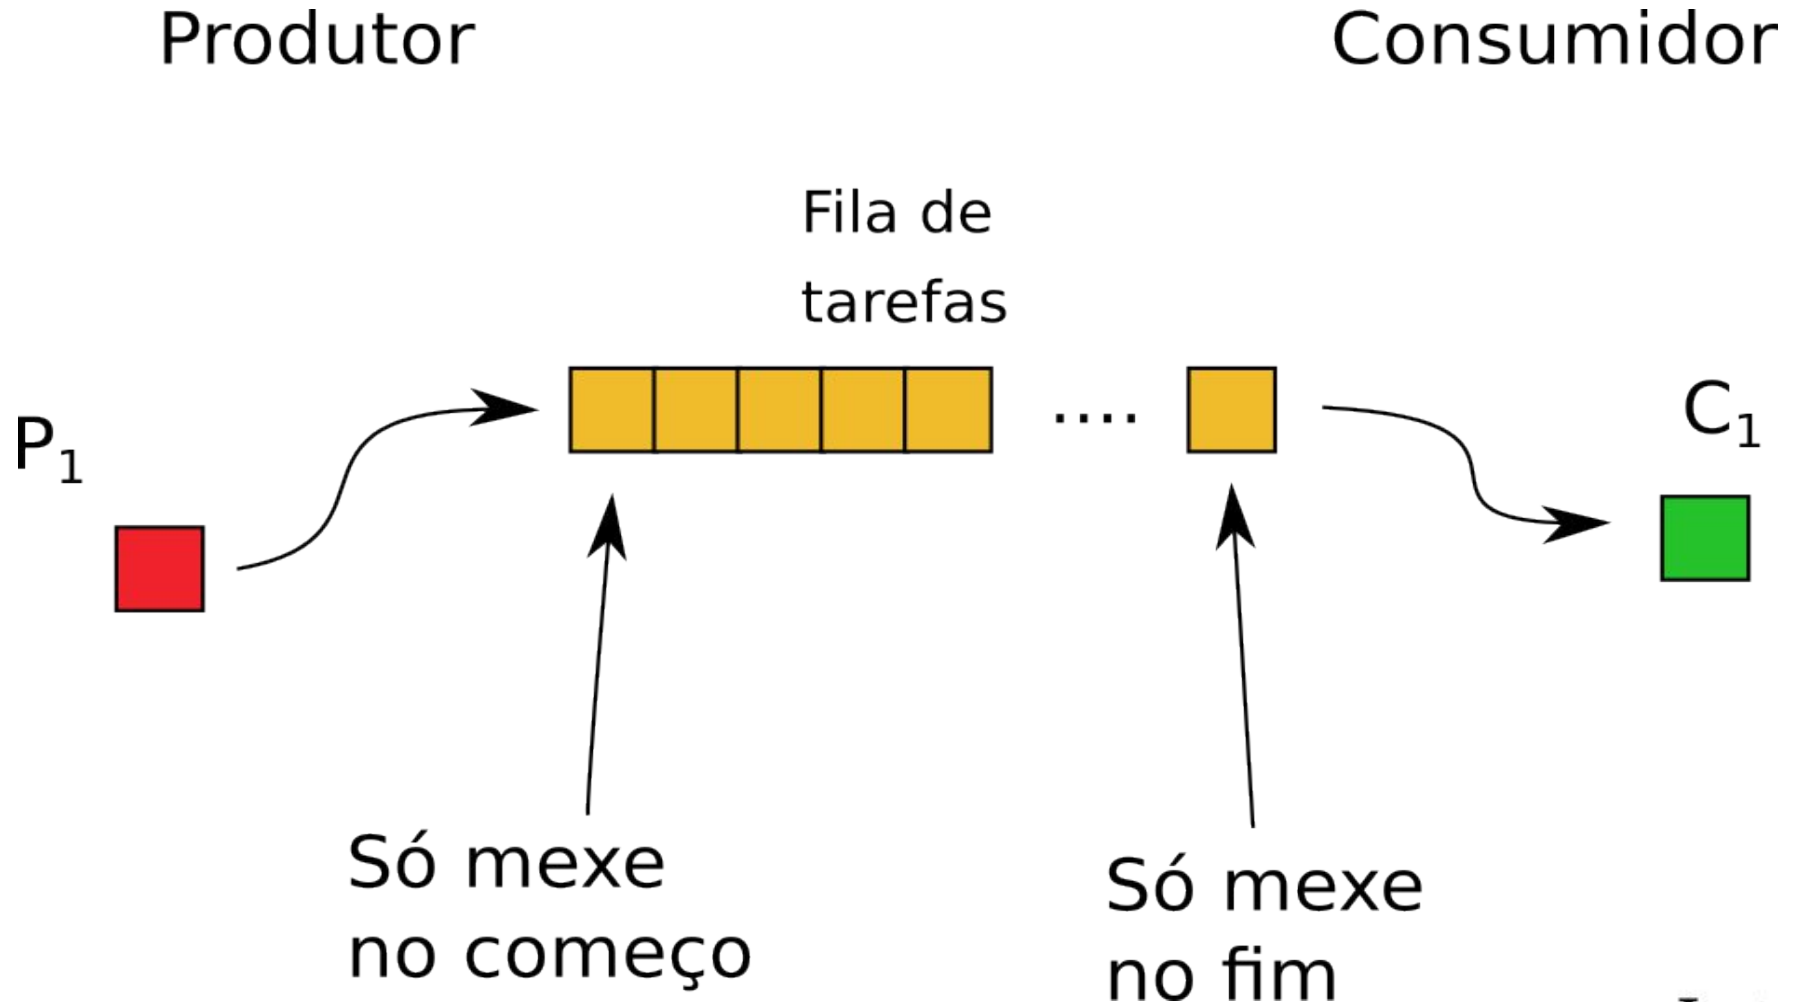 Produtor
Consumidor
Fila de
tarefas
P1
C1
Só mexe
no começo
Só mexe
no fim